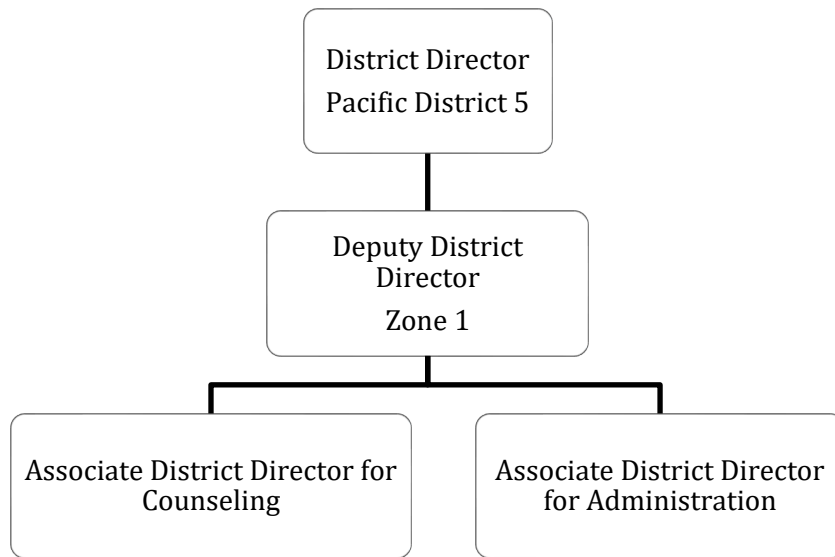 District Director
Pacific District 5
Deputy District
Director
Zone 1
Associate District Director for
Counseling
Associate District Director
for Administration